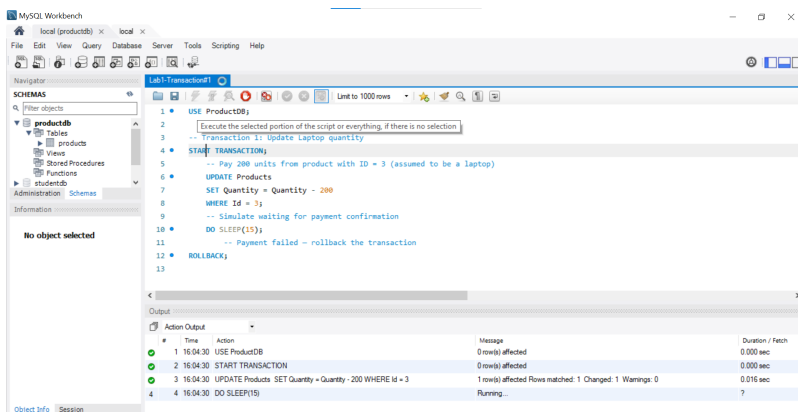 MySQL Workbench
local (productdb) × local ×
File Edit View Query Database Server Tools Scripting Help
Navigator
SCHEMAS
Filter objects
productdb
Tables
products
Views
Stored Procedures
Functions
studentdb
Administration Schemas
Information
No object selected
Object Info Session
Lab1-Transaction#1
Limit to 1000 rows
1 USE ProductDB;
2
Execute the selected portion of the script or everything, if there is no selection
3 -- Transaction 1: Update Laptop quantity
4 START TRANSACTION;
5 -- Pay 200 units from product with ID = 3 (assumed to be a laptop)
6 UPDATE Products
7 SET Quantity = Quantity - 200
8 WHERE Id = 3;
9 -- Simulate waiting for payment confirmation
10 DO SLEEP(15);
11 -- Payment failed – rollback the transaction
12 ROLLBACK;
13
Output
Action Output
# Time Action Message Duration / Fetch
1 16:04:30 USE ProductDB 0 row(s) affected 0.000 sec
2 16:04:30 START TRANSACTION 0 row(s) affected 0.000 sec
3 16:04:30 UPDATE Products SET Quantity = Quantity - 200 WHERE Id = 3 1 row(s) affected Rows matched: 1 Changed: 1 Warnings: 0 0.016 sec
4 4 16:04:30 DO SLEEP(15) Running... ?